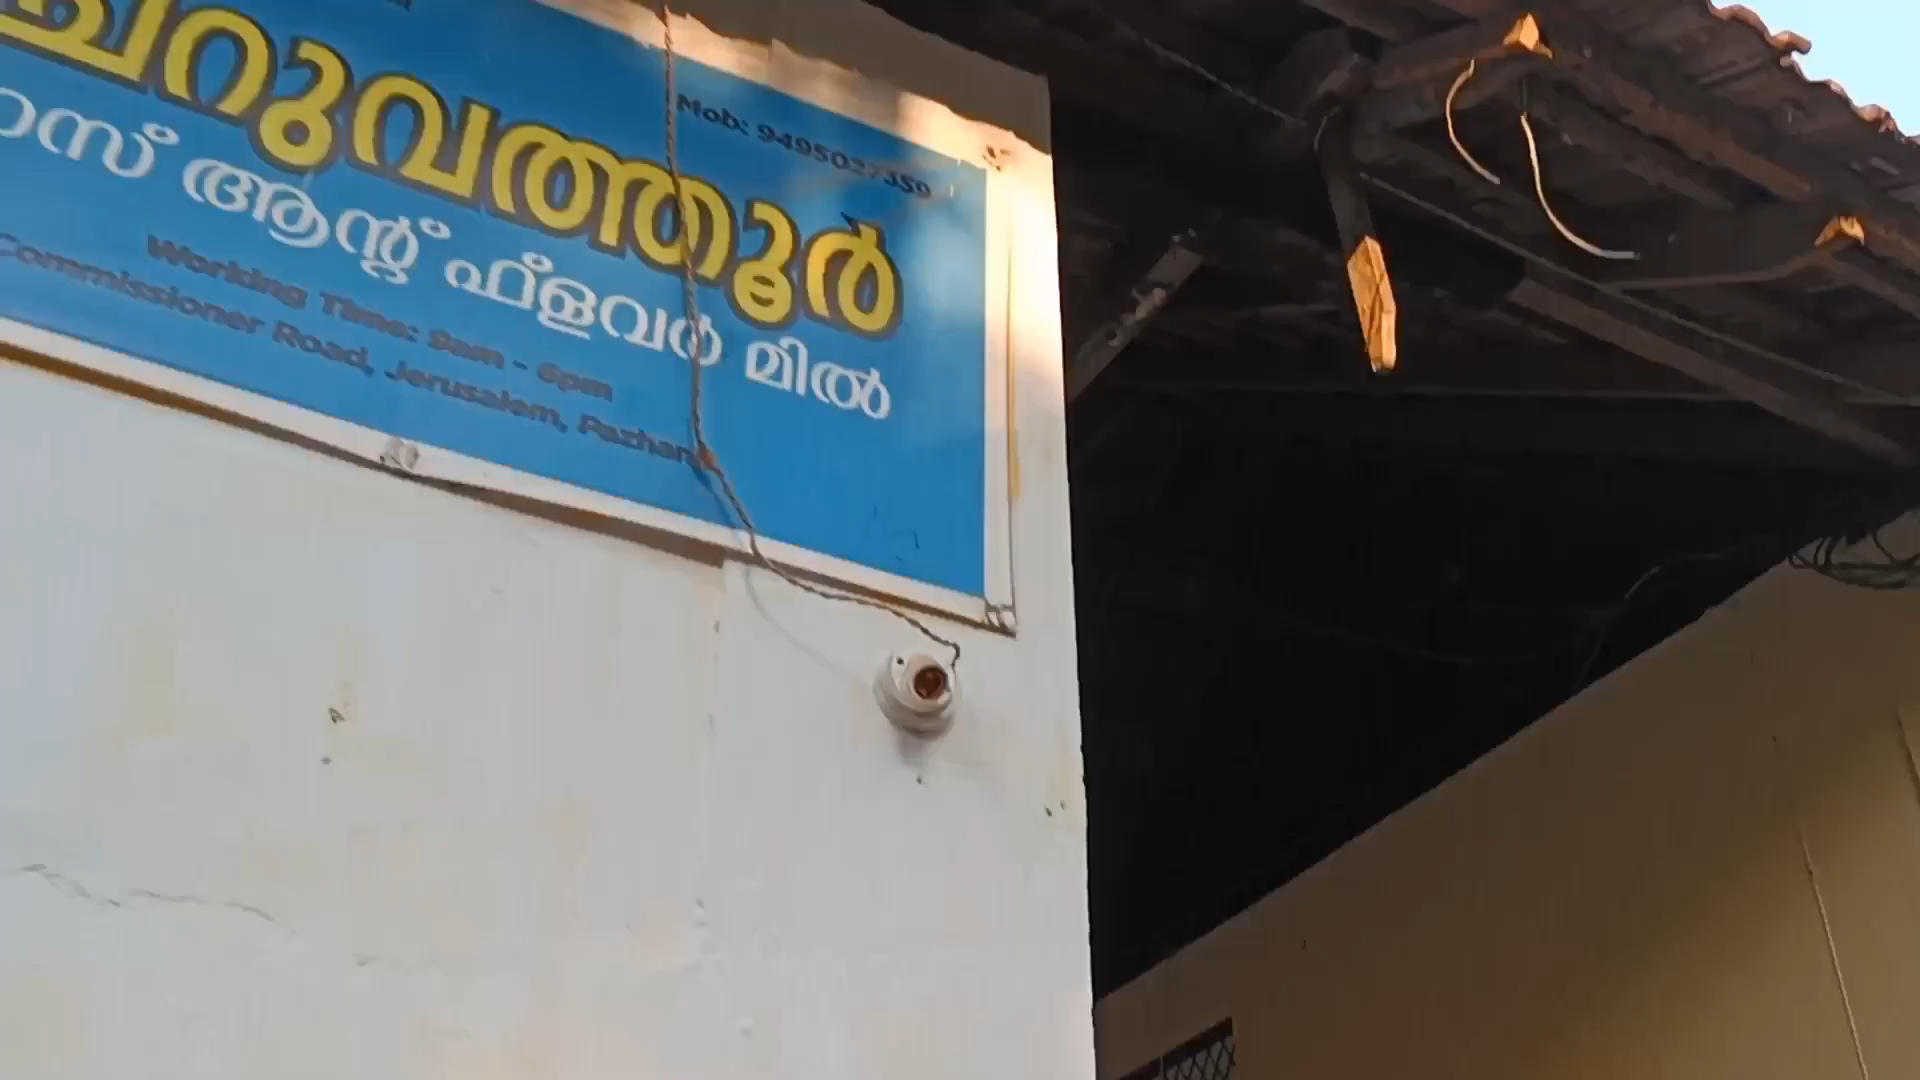 Mob: 9495027359
ചെറുവത്തൂർ
ആന്റ് ഫ്ളവർ മിൽ
Working Time: 9am - 6pm
Commissioner Road, Jerusalem,